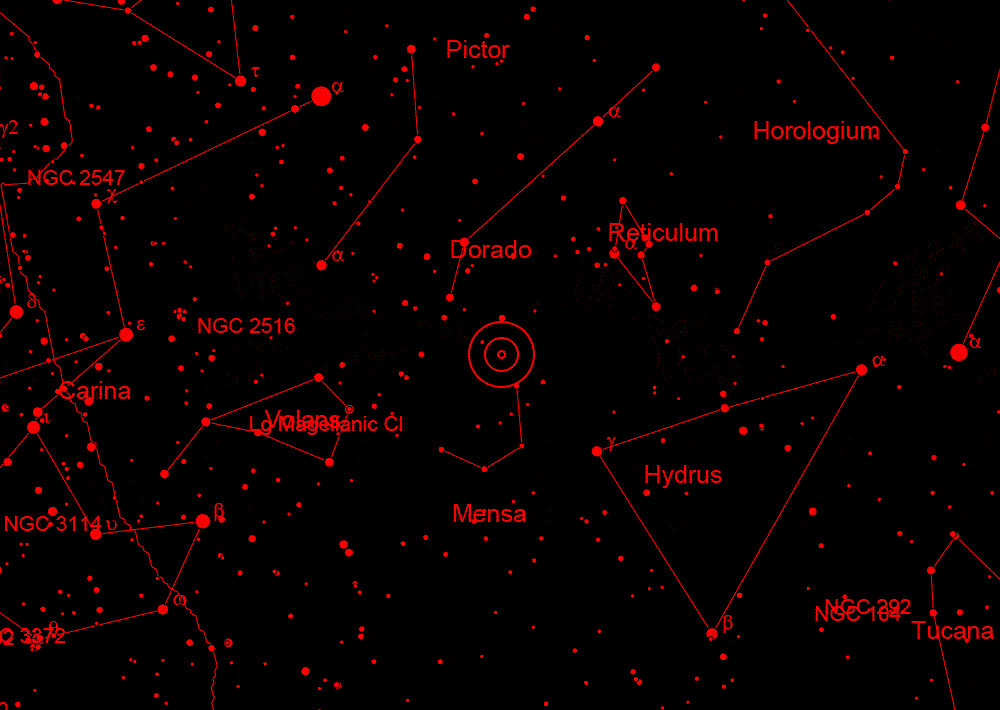 Pictor
τ
α
α
γ2
Horologium
NGC 2547
χ
Reticulum
α
Dorado
α
δ
ε
NGC 2516
α
α
Carina
ι
Volans
Lg Magellanic Cl
γ
Hydrus
Mensa
β
NGC 3114
υ
ω
NGC 292
NGC 104
β
θ
3372
Tucana